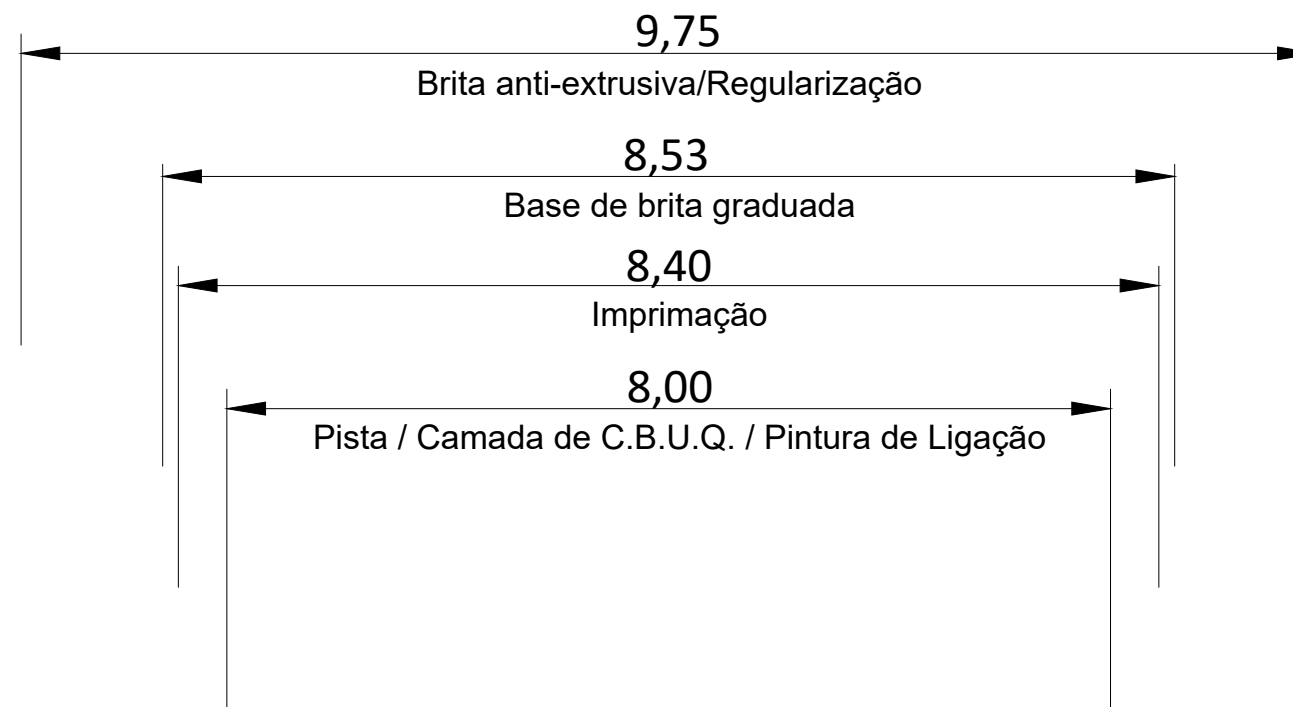 9,75
Brita anti-extrusiva/Regularização
8,53
Base de brita graduada
8,40
Imprimação
8,00
Pista / Camada de C.B.U.Q. / Pintura de Ligação